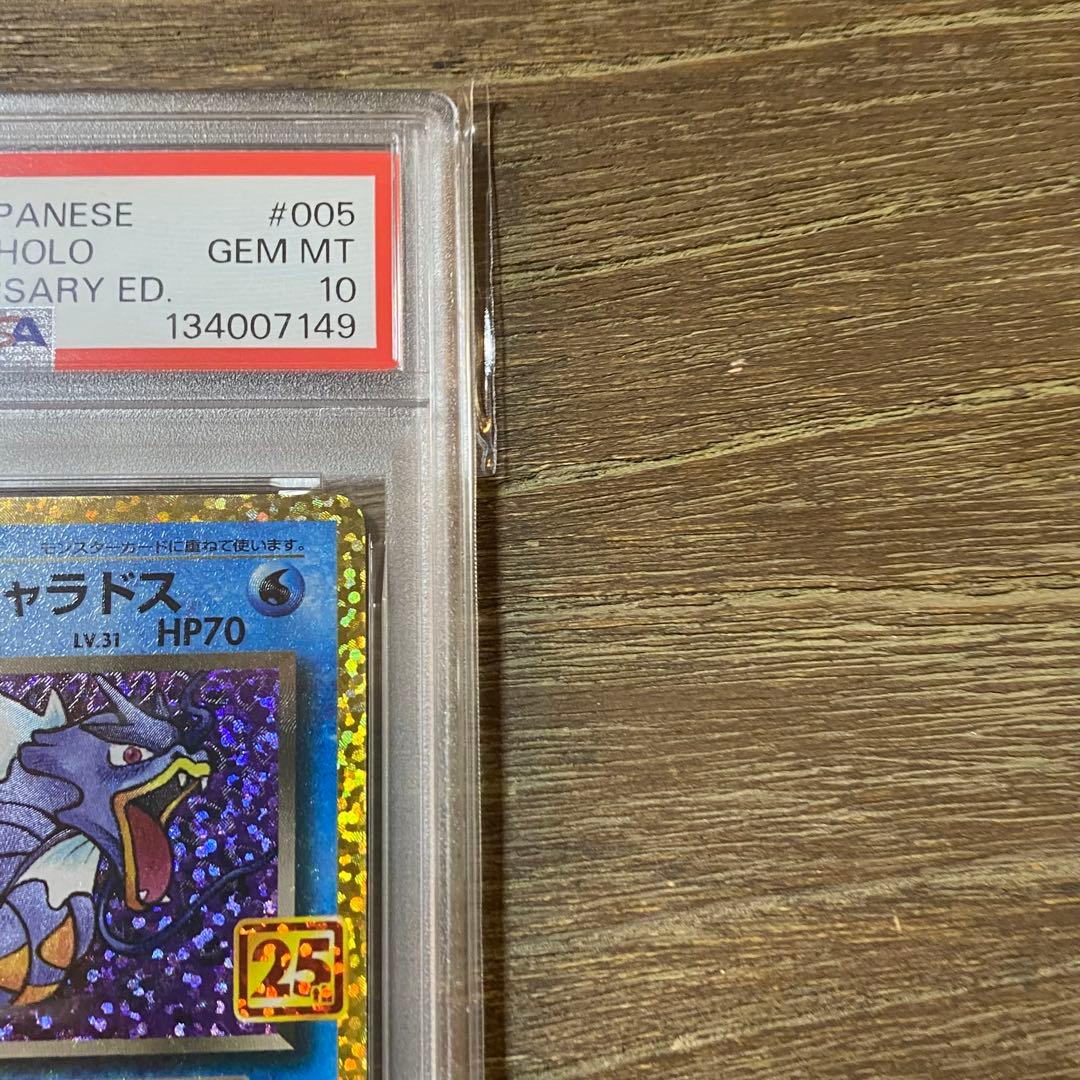 PANESE #005
HOLO GEM MT
SARY ED. 10
SA 134007149
モンスターカードに重ねて使います。
ャラドス
LV.31 HP70
25th